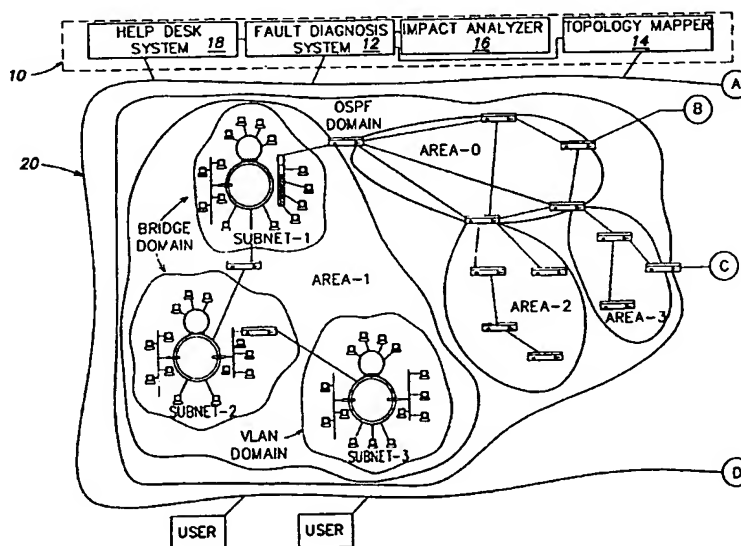 HELP DESK SYSTEM 18
FAULT DIAGNOSIS SYSTEM 12
IMPACT ANALYZER 16
TOPOLOGY MAPPER 14
10
A
OSPF DOMAIN
B
AREA-0
20
SUBNET-1
BRIDGE DOMAIN
AREA-1
C
AREA-2
AREA-3
SUBNET-2
VLAN DOMAIN
SUBNET-3
D
USER
USER